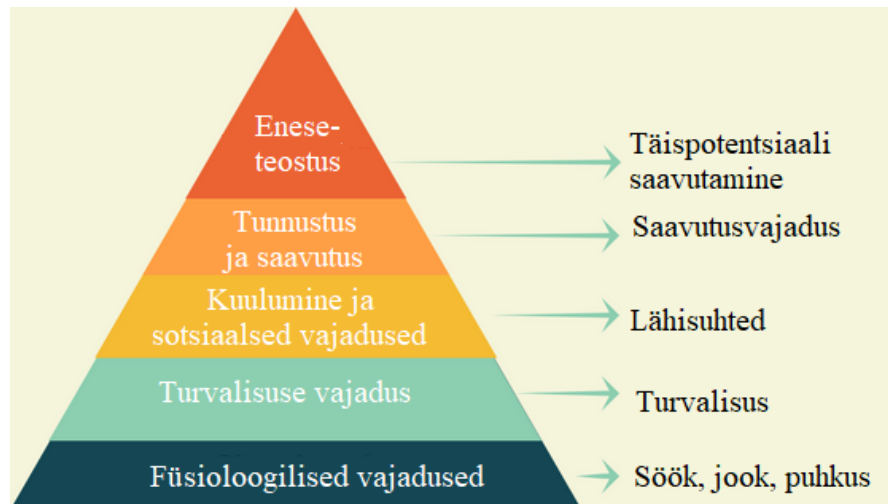 Enese-
teostus
Täispotentsiaali
saavutamine
Tunnustus
ja saavutus
Saavutusvajadus
Kuulumine ja
sotsiaalsed vajadused
Lähisuhted
Turvalisuse vajadus
Turvalisus
Füsioloogilised vajadused
Söök, jook, puhkus